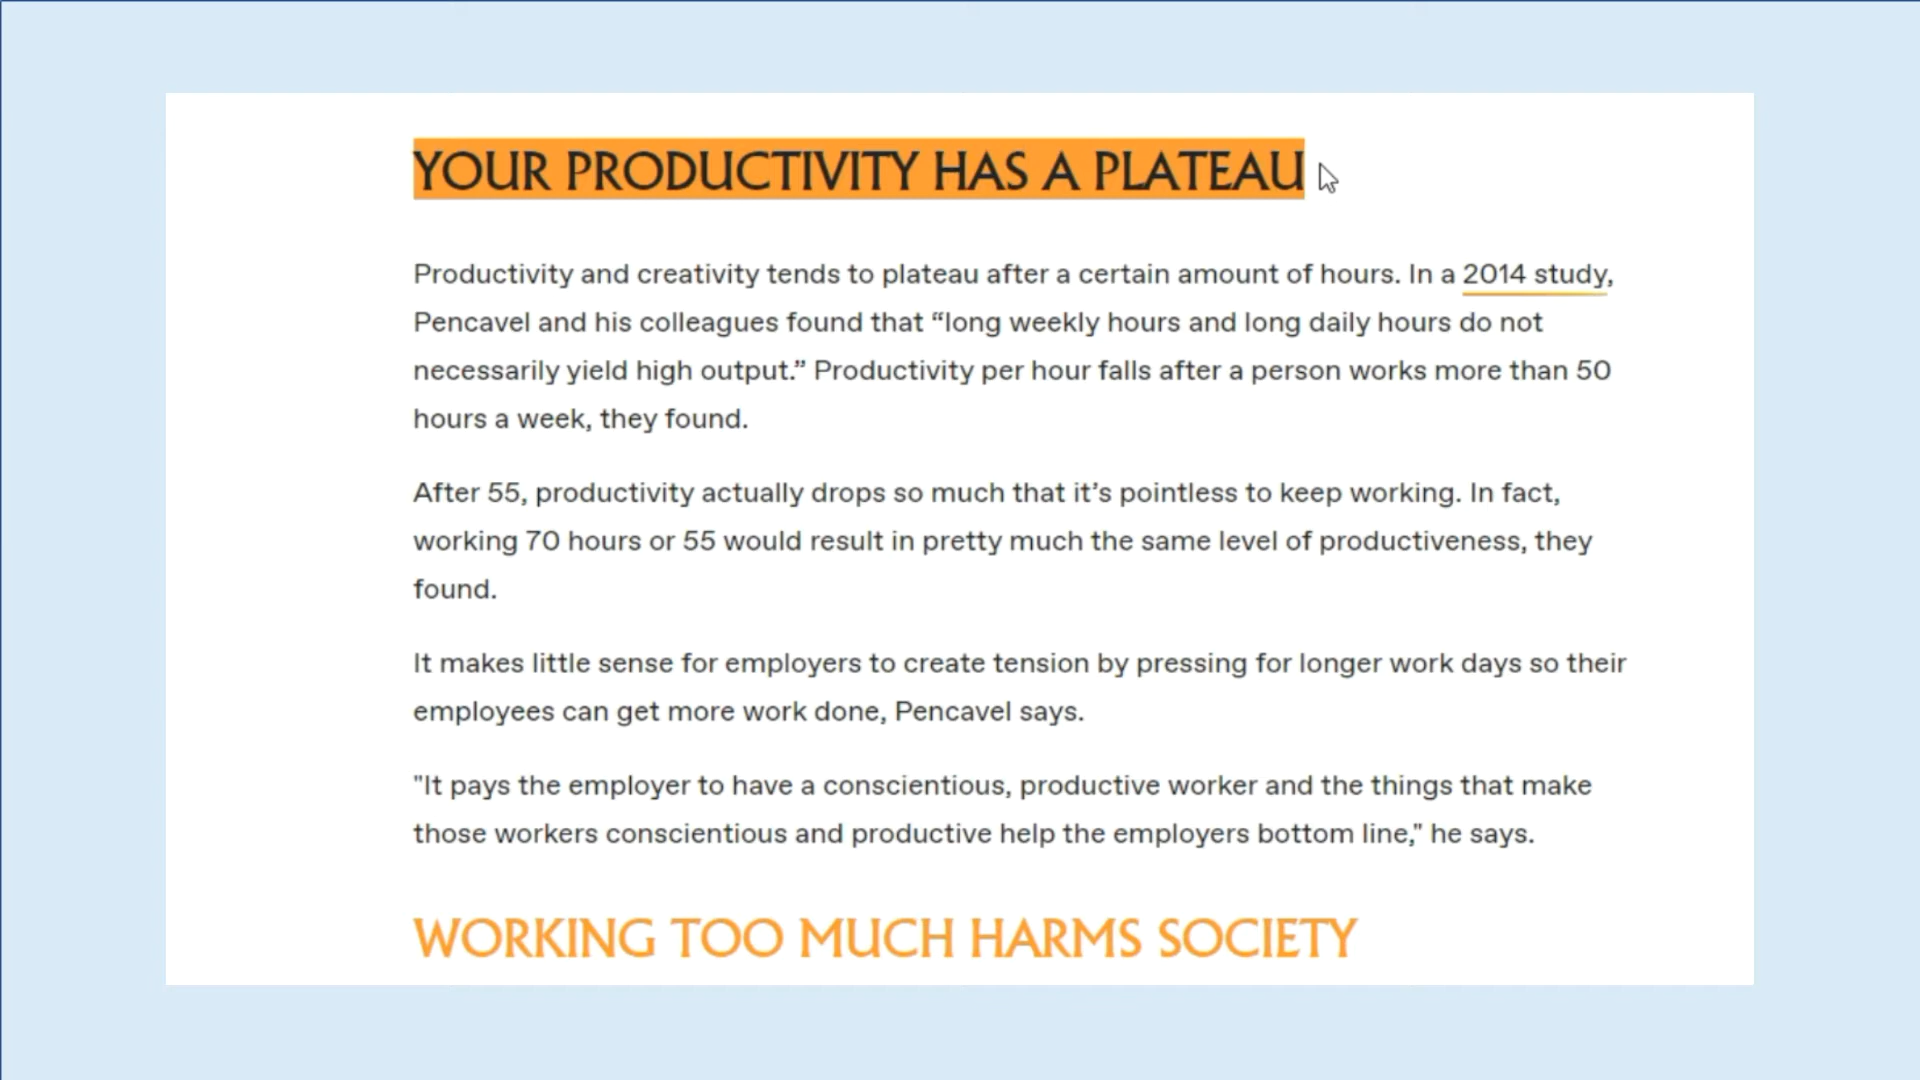 YOUR PRODUCTIVITY HAS A PLATEAU
Productivity and creativity tends to plateau after a certain amount of hours. In a 2014 study,
Pencavel and his colleagues found that “long weekly hours and long daily hours do not
necessarily yield high output.” Productivity per hour falls after a person works more than 50
hours a week, they found.
After 55, productivity actually drops so much that it’s pointless to keep working. In fact,
working 70 hours or 55 would result in pretty much the same level of productiveness, they
found.
It makes little sense for employers to create tension by pressing for longer work days so their
employees can get more work done, Pencavel says.
"It pays the employer to have a conscientious, productive worker and the things that make
those workers conscientious and productive help the employers bottom line," he says.
WORKING TOO MUCH HARMS SOCIETY